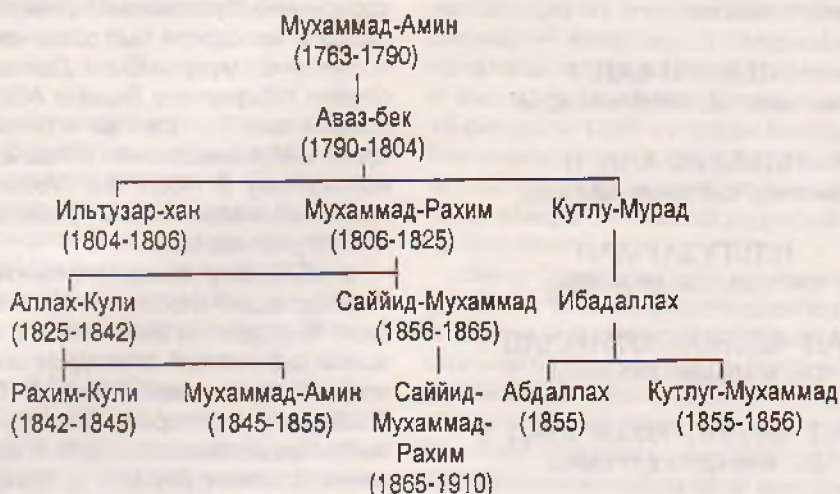 Мухаммад-Амин
(1763-1790)
Аваз-бек
(1790-1804)
Ильтузар-хан Мухаммад-Рахим Кутлу-Мурад
(1804-1806) (1806-1825)
Аллах-Кули Саййид-Мухаммад Ибадаллах
(1825-1842) (1856-1865)
Рахим-Кули Мухаммад-Амин Саййид- Абдаллах Кутлуг-Мухаммад
(1842-1845) (1845-1855) Мухаммад- (1855) (1855-1856)
Рахим
(1865-1910)